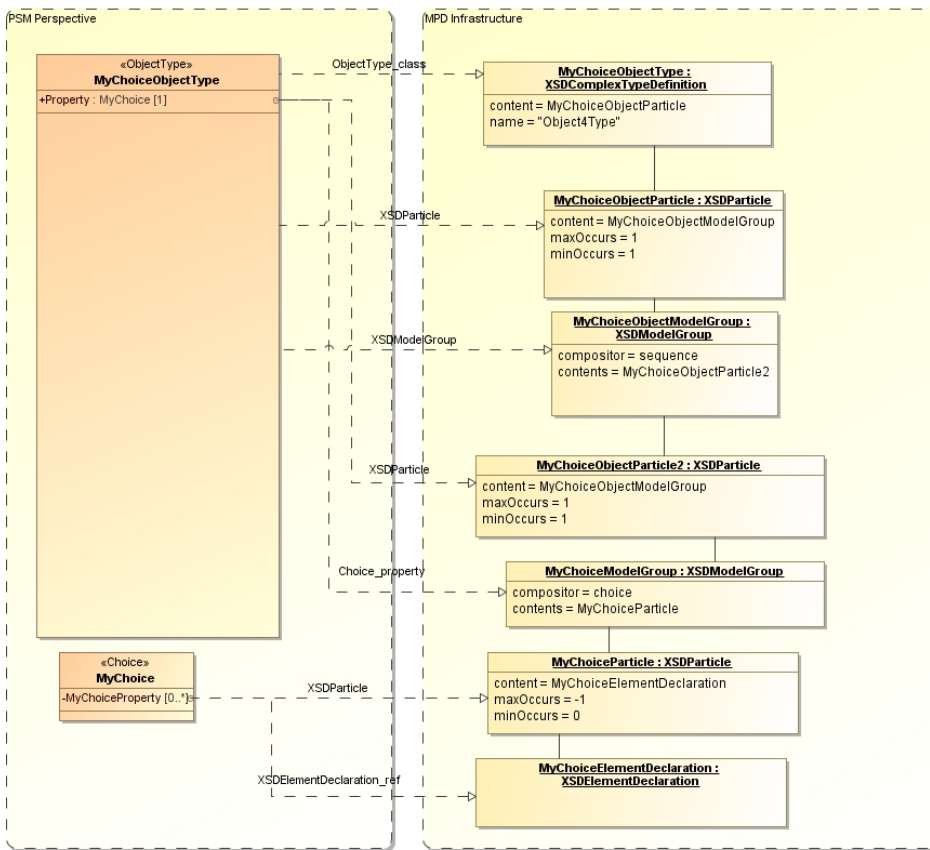 PSM Perspective
«ObjectType»
MyChoiceObjectType
+Property : MyChoice [1]
«Choice»
MyChoice
-MyChoiceProperty [0..*]
ObjectType_class
XSDParticle
XSDModelGroup
XSDParticle
Choice_property
XSDParticle
XSDElementDeclaration_ref
MPD Infrastructure
MyChoiceObjectType :
XSDComplexTypeDefinition
content = MyChoiceObjectParticle
name = "Object4Type"
MyChoiceObjectParticle : XSDParticle
content = MyChoiceObjectModelGroup
maxOccurs = 1
minOccurs = 1
MyChoiceObjectModelGroup :
XSDModelGroup
compositor = sequence
contents = MyChoiceObjectParticle2
MyChoiceObjectParticle2 : XSDParticle
content = MyChoiceObjectModelGroup
maxOccurs = 1
minOccurs = 1
MyChoiceModelGroup : XSDModelGroup
compositor = choice
contents = MyChoiceParticle
MyChoiceParticle : XSDParticle
content = MyChoiceElementDeclaration
maxOccurs = -1
minOccurs = 0
MyChoiceElementDeclaration :
XSDElementDeclaration